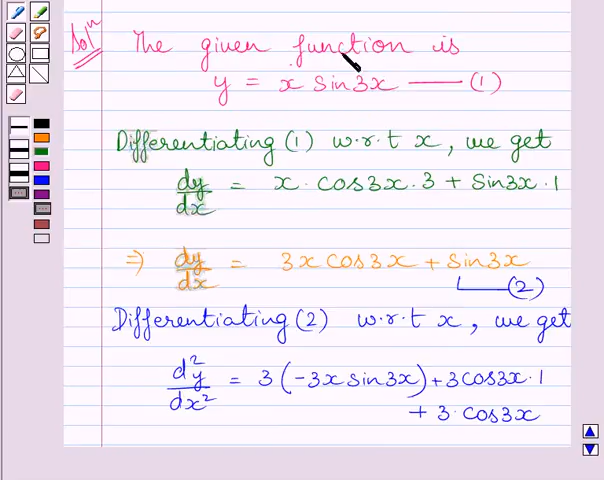 Solⁿ The given function is
y = x sin3x —— (1)
Differentiating (1) w.r.t x, we get
dy/dx = x · cos3x · 3 + sin3x · 1
⇒ dy/dx = 3x cos3x + sin3x
(2)
Differentiating (2) w.r.t x, we get
d²y/dx² = 3(-3x sin3x) + 3cos3x · 1
+ 3 · cos3x